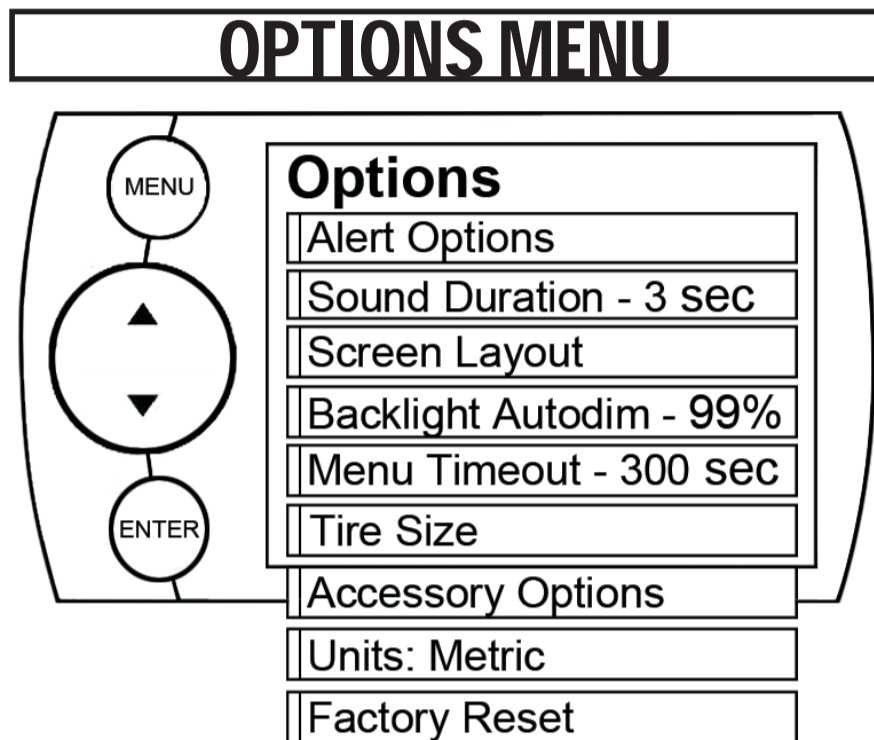 OPTIONS MENU
MENU
Options
Alert Options
Sound Duration - 3 sec
Screen Layout
Backlight Autodim - 99%
Menu Timeout - 300 sec
ENTER
Tire Size
Accessory Options
Units: Metric
Factory Reset